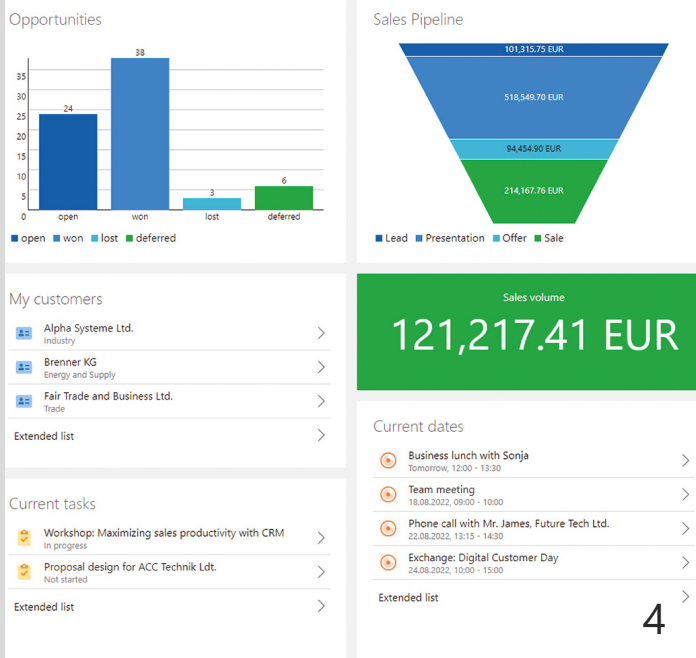 Opportunities
38
35
30
25
24
20
15
10
5
6
3
0
open
won
lost
deferred
open won lost deferred
Sales Pipeline
101,315.75 EUR
518,549.70 EUR
94,454.90 EUR
214,167.76 EUR
Lead Presentation Offer Sale
My customers
Alpha Systeme Ltd.
Industry
Brenner KG
Energy and Supply
Fair Trade and Business Ltd.
Trade
Extended list
Sales volume
121,217.41 EUR
Current tasks
Workshop: Maximizing sales productivity with CRM
In progress
Proposal design for ACC Technik Ldt.
Not started
Extended list
Current dates
Business lunch with Sonja
Tomorrow, 12:00 - 13:30
Team meeting
18.08.2022, 09:00 - 10:00
Phone call with Mr. James, Future Tech Ltd.
22.08.2022, 13:15 - 14:30
Exchange: Digital Customer Day
24.08.2022, 10:00 - 15:00
Extended list
4